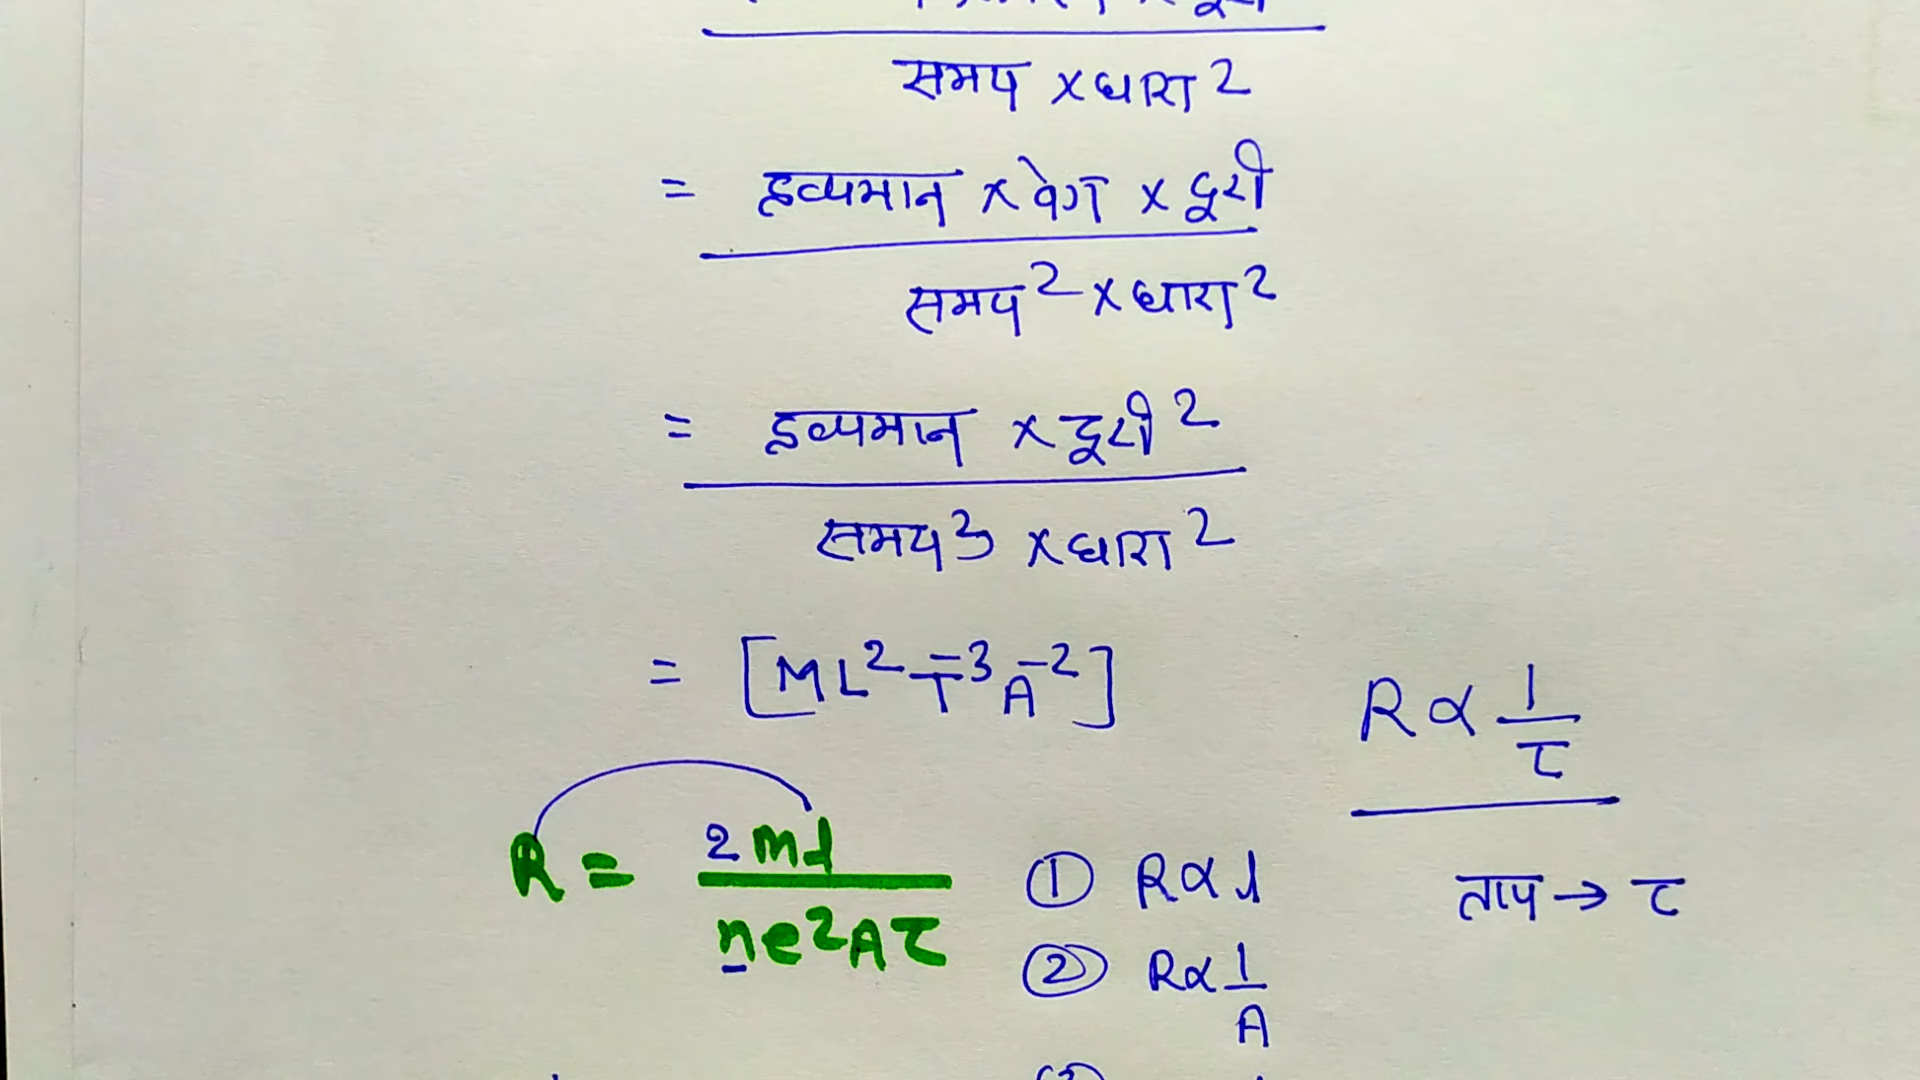 समय × धारा²
= द्रव्यमान × वेग × दूरी
समय² × धारा²
= द्रव्यमान × दूरी²
समय³ × धारा²
= [ML²T⁻³A⁻²]
R ∝ 1/τ
R = 2ml/ne²Aτ
① R ∝ l
ताप → τ
② R ∝ 1/A